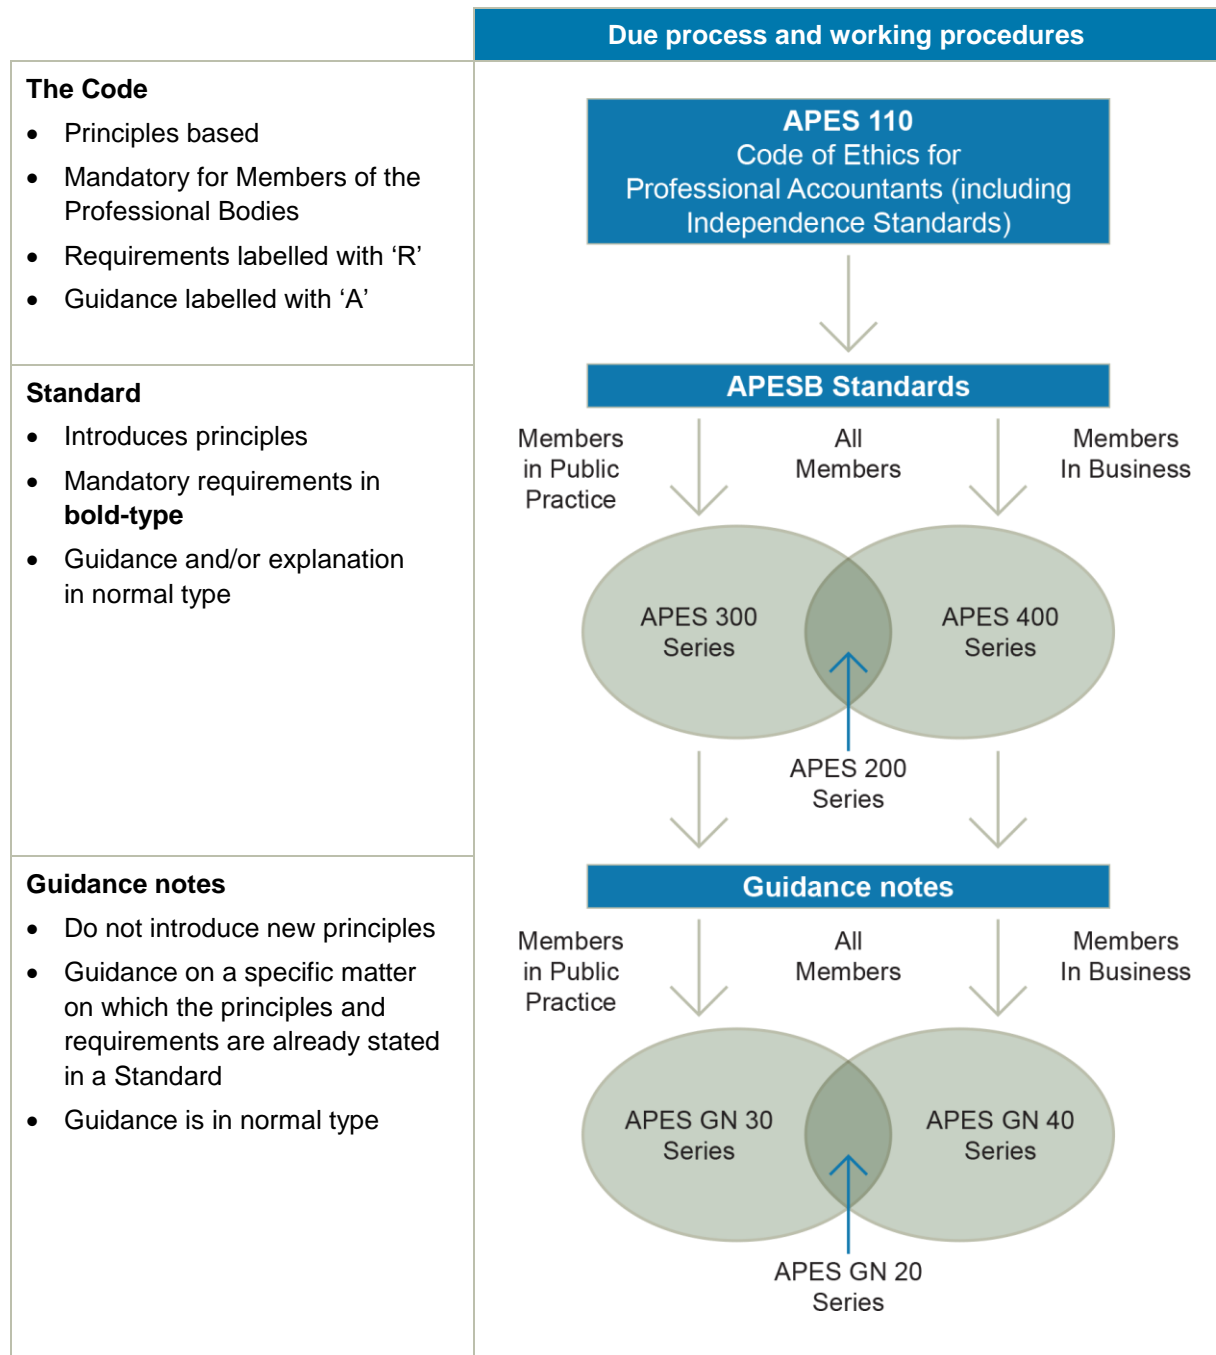 Due process and working procedures
The Code
• Principles based
• Mandatory for Members of the
Professional Bodies
• Requirements labelled with ‘R’
• Guidance labelled with ‘A’
APES 110
Code of Ethics for
Professional Accountants (including
Independence Standards)
Standard
• Introduces principles
• Mandatory requirements in
bold-type
• Guidance and/or explanation
in normal type
APESB Standards
Members
in Public
Practice
All
Members
Members
In Business
APES 300
Series
APES 400
Series
APES 200
Series
Guidance notes
• Do not introduce new principles
• Guidance on a specific matter
on which the principles and
requirements are already stated
in a Standard
• Guidance is in normal type
Guidance notes
Members
in Public
Practice
All
Members
Members
In Business
APES GN 30
Series
APES GN 40
Series
APES GN 20
Series